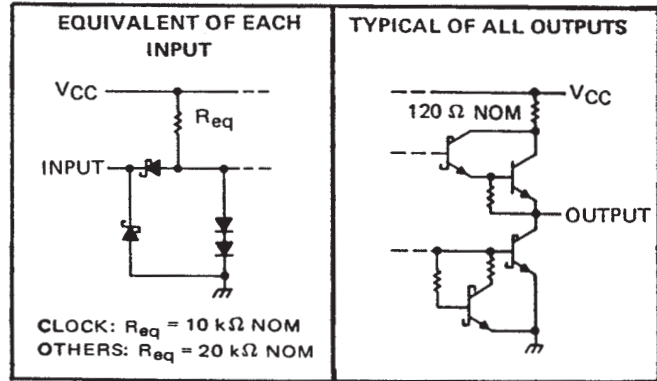 EQUIVALENT OF EACH
INPUT
VCC
Req
INPUT
CLOCK: Req = 10 kΩ NOM
OTHERS: Req = 20 kΩ NOM
TYPICAL OF ALL OUTPUTS
VCC
120 Ω NOM
OUTPUT